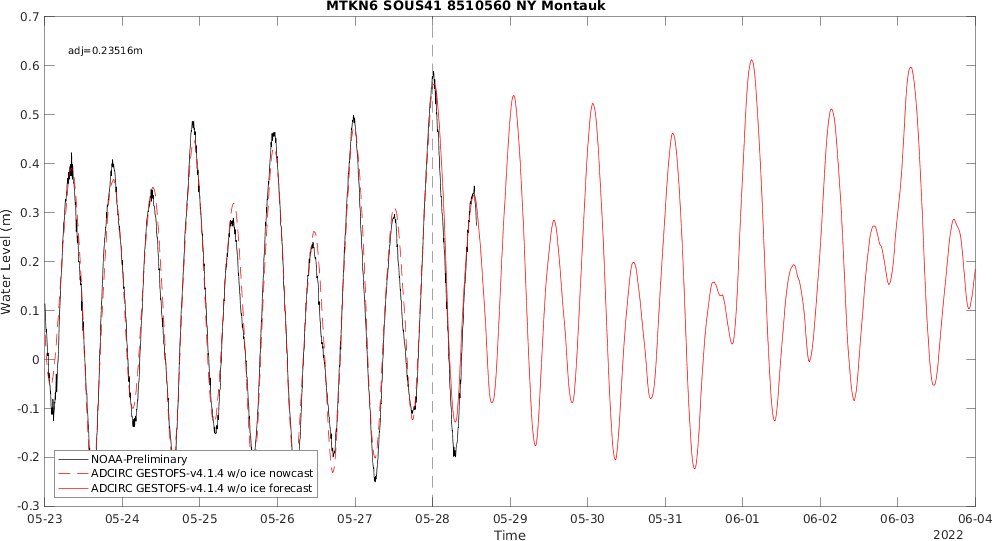 MTKN6 SOUS41 8510560 NY Montauk
0.7
adj=0.23516m
0.6
0.5
0.4
0.3
0.2
0.1
0
-0.1
-0.2
-0.3
Water Level (m)
NOAA-Preliminary
ADCIRC GESTOFS-v4.1.4 w/o ice nowcast
ADCIRC GESTOFS-v4.1.4 w/o ice forecast
05-23 05-24 05-25 05-26 05-27 05-28 05-29 05-30 05-31 06-01 06-02 06-03 06-04
Time
2022